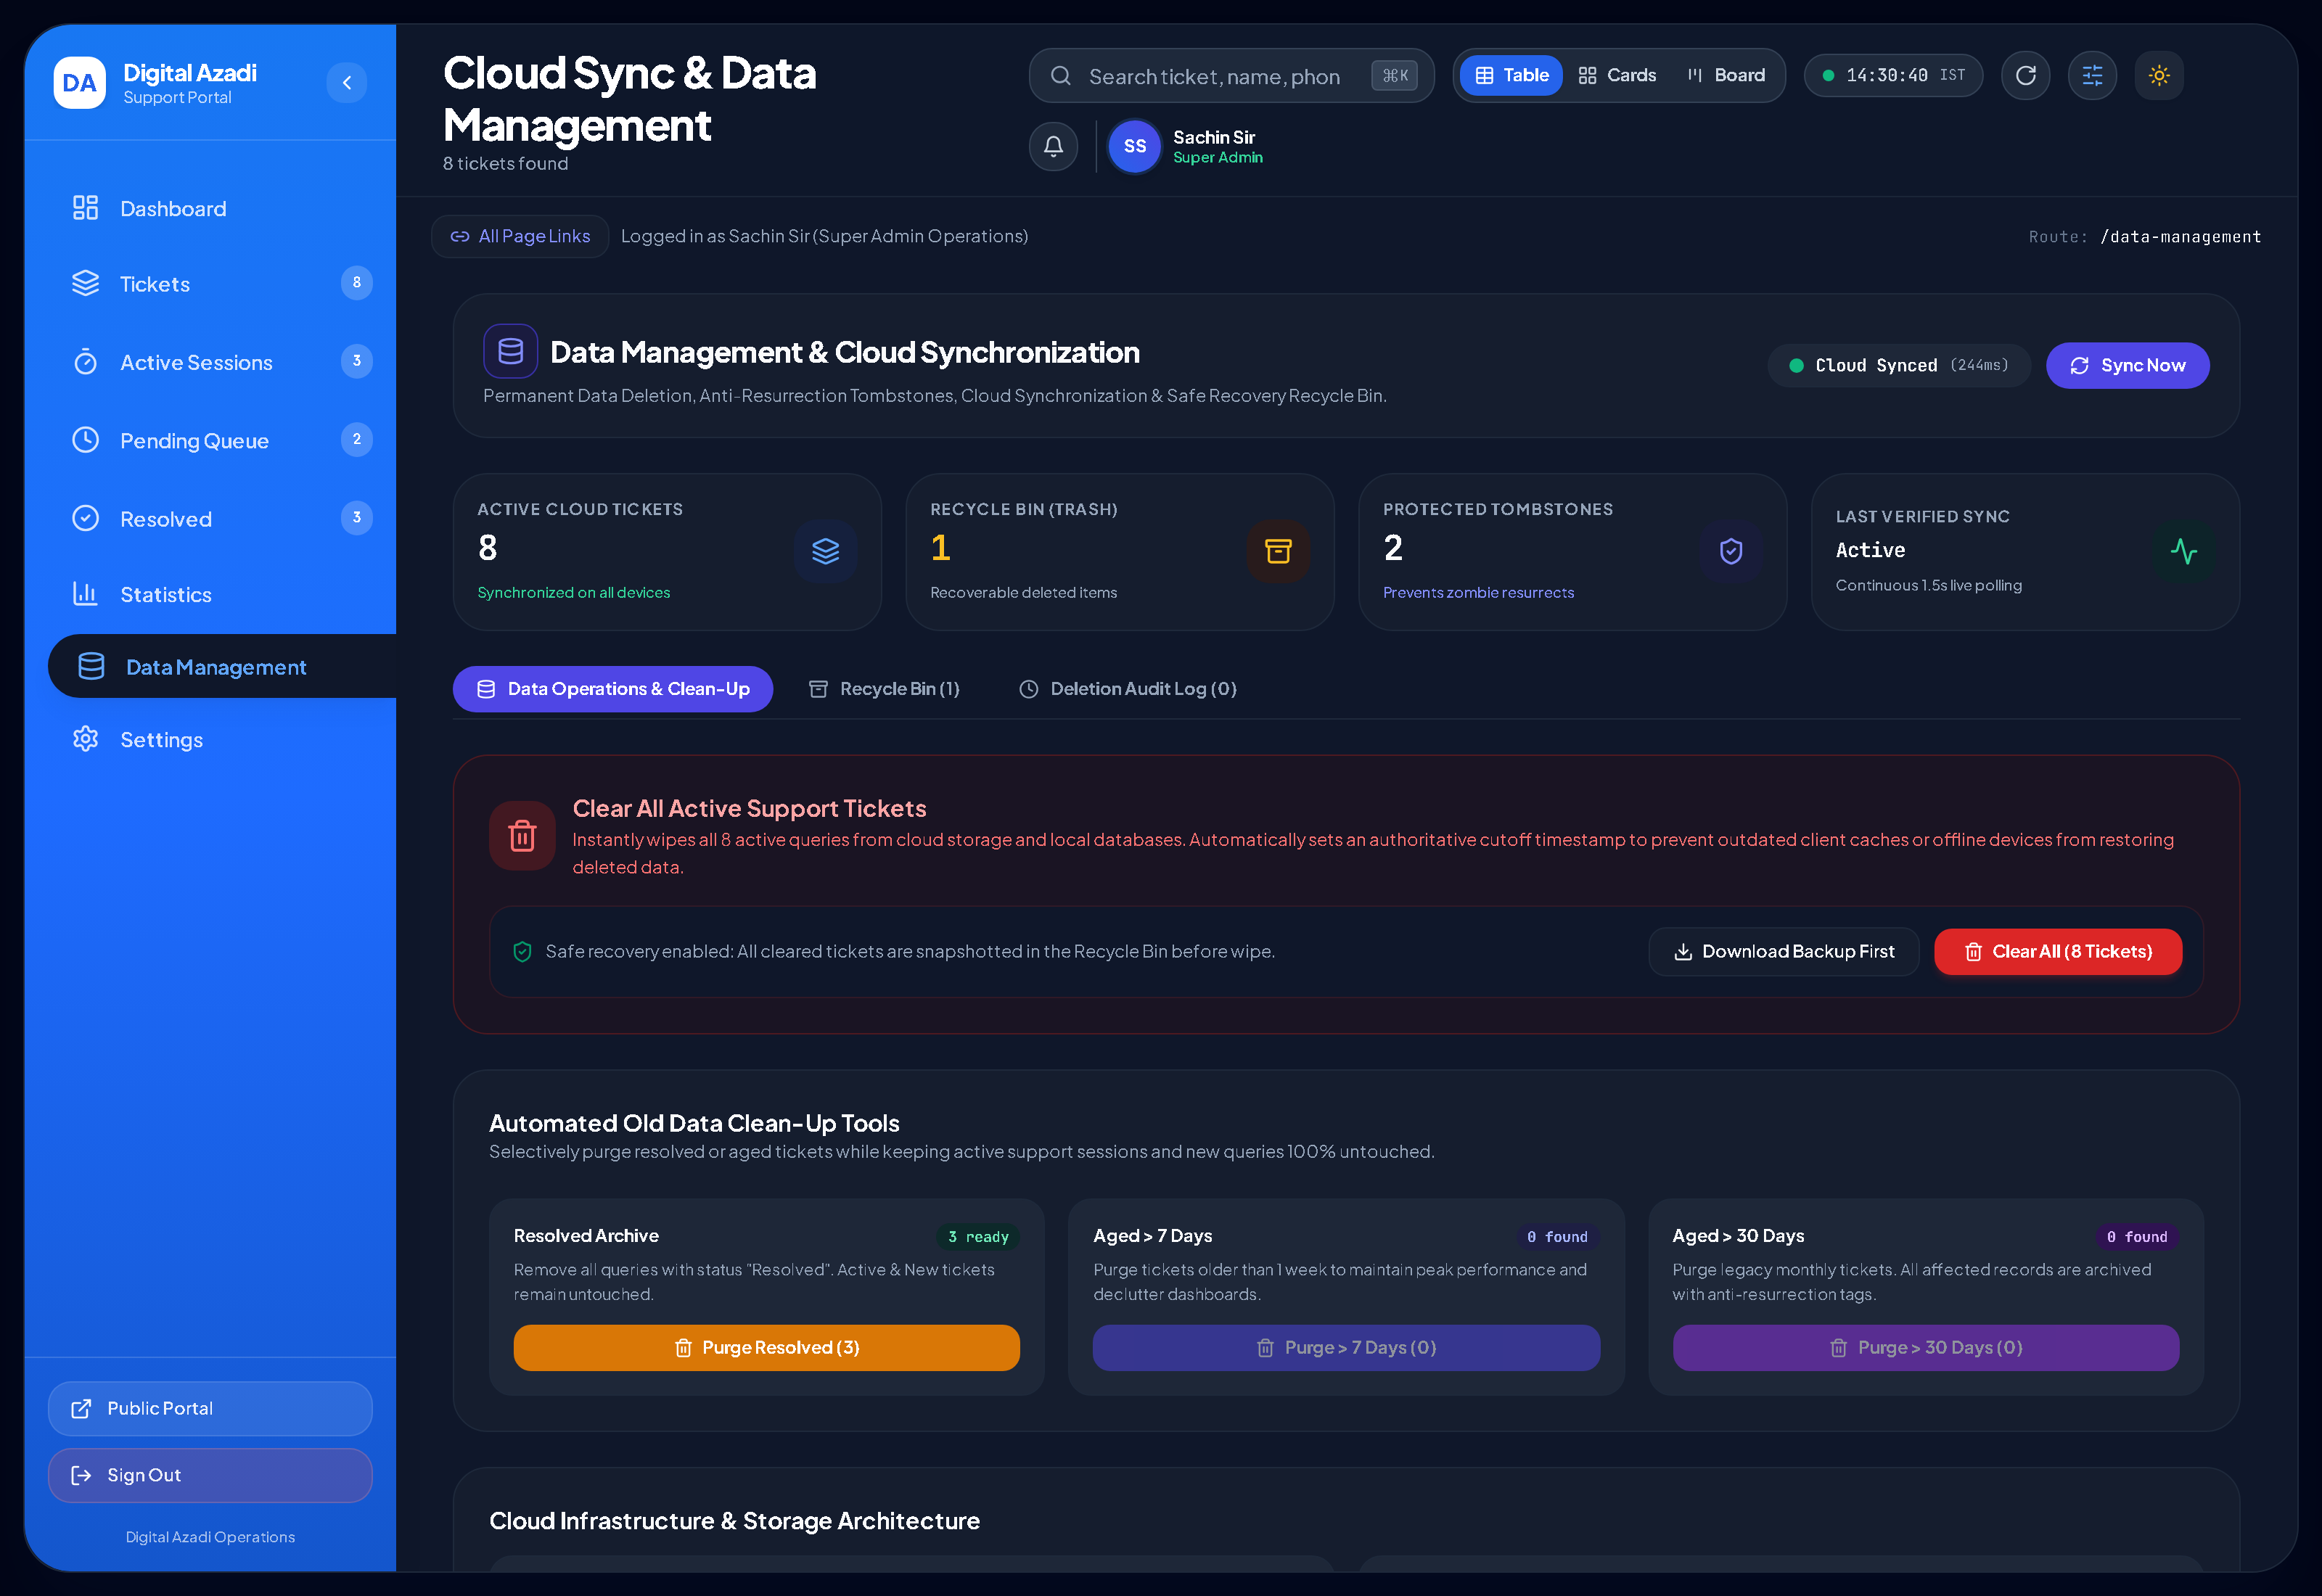 DA
Digital Azadi
Support Portal
Dashboard
Tickets 8
Active Sessions 3
Pending Queue 2
Resolved 3
Statistics
Data Management
Settings
Public Portal
Sign Out
Digital Azadi Operations
Cloud Sync & Data
Management
8 tickets found
Search ticket, name, phon ⌘K
Table Cards Board
14:30:40 IST
SS
Sachin Sir
Super Admin
All Page Links Logged in as Sachin Sir (Super Admin Operations)
Route: /data-management
Data Management & Cloud Synchronization
Permanent Data Deletion, Anti-Resurrection Tombstones, Cloud Synchronization & Safe Recovery Recycle Bin.
Cloud Synced (244ms) Sync Now
ACTIVE CLOUD TICKETS
8
Synchronized on all devices
RECYCLE BIN (TRASH)
1
Recoverable deleted items
PROTECTED TOMBSTONES
2
Prevents zombie resurrects
LAST VERIFIED SYNC
Active
Continuous 1.5s live polling
Data Operations & Clean-Up Recycle Bin (1) Deletion Audit Log (0)
Clear All Active Support Tickets
Instantly wipes all 8 active queries from cloud storage and local databases. Automatically sets an authoritative cutoff timestamp to prevent outdated client caches or offline devices from restoring
deleted data.
Safe recovery enabled: All cleared tickets are snapshotted in the Recycle Bin before wipe.
Download Backup First Clear All (8 Tickets)
Automated Old Data Clean-Up Tools
Selectively purge resolved or aged tickets while keeping active support sessions and new queries 100% untouched.
Resolved Archive 3 ready
Remove all queries with status "Resolved". Active & New tickets
remain untouched.
Purge Resolved (3)
Aged > 7 Days 0 found
Purge tickets older than 1 week to maintain peak performance and
declutter dashboards.
Purge > 7 Days (0)
Aged > 30 Days 0 found
Purge legacy monthly tickets. All affected records are archived
with anti-resurrection tags.
Purge > 30 Days (0)
Cloud Infrastructure & Storage Architecture